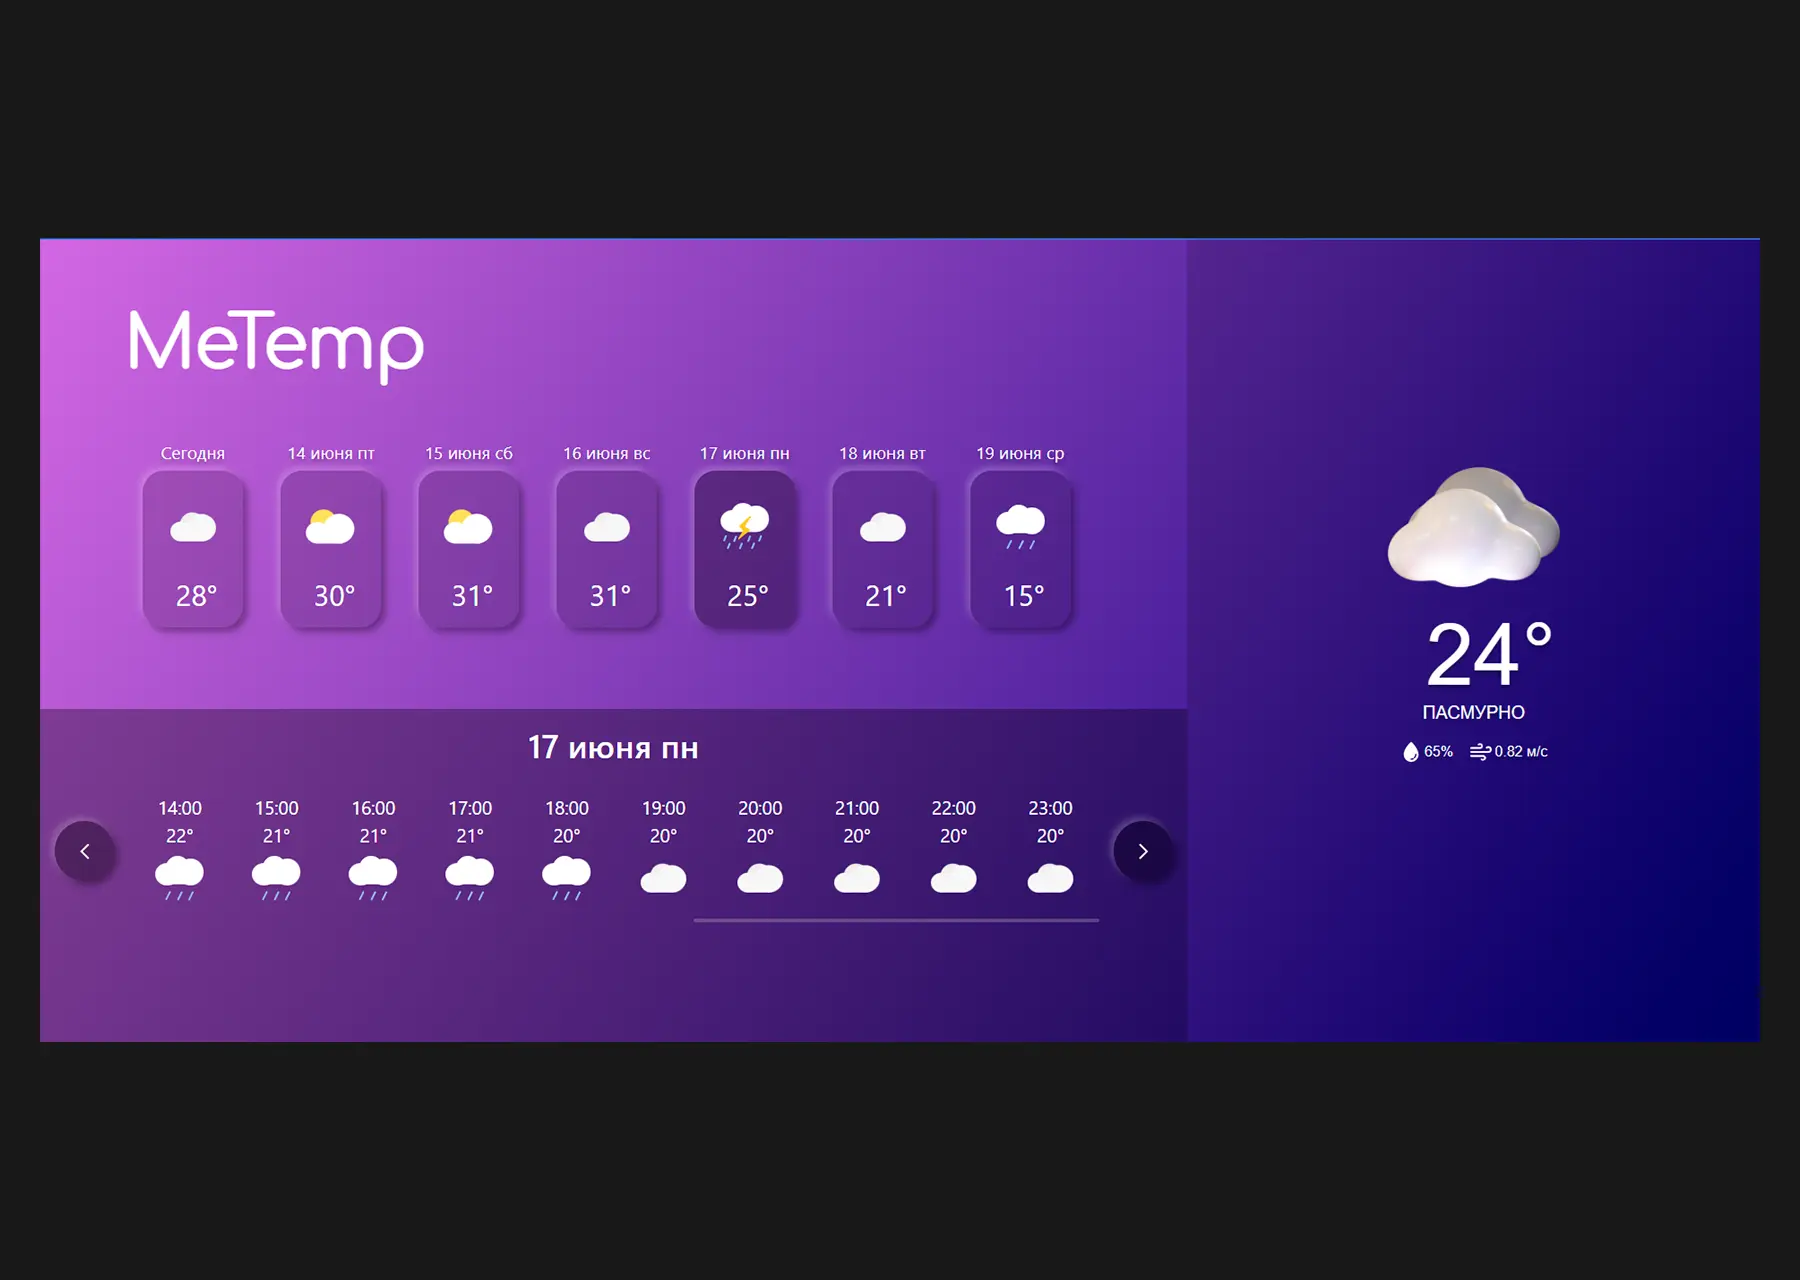 MeTemp
Сегодня 14 июня пт 15 июня сб 16 июня вс 17 июня пн 18 июня вт 19 июня ср
28° 30° 31° 31° 25° 21° 15°
17 июня пн
14:00 15:00 16:00 17:00 18:00 19:00 20:00 21:00 22:00 23:00
22° 21° 21° 21° 20° 20° 20° 20° 20° 20°
24°
ПАСМУРНО
65% 0.82 м/с